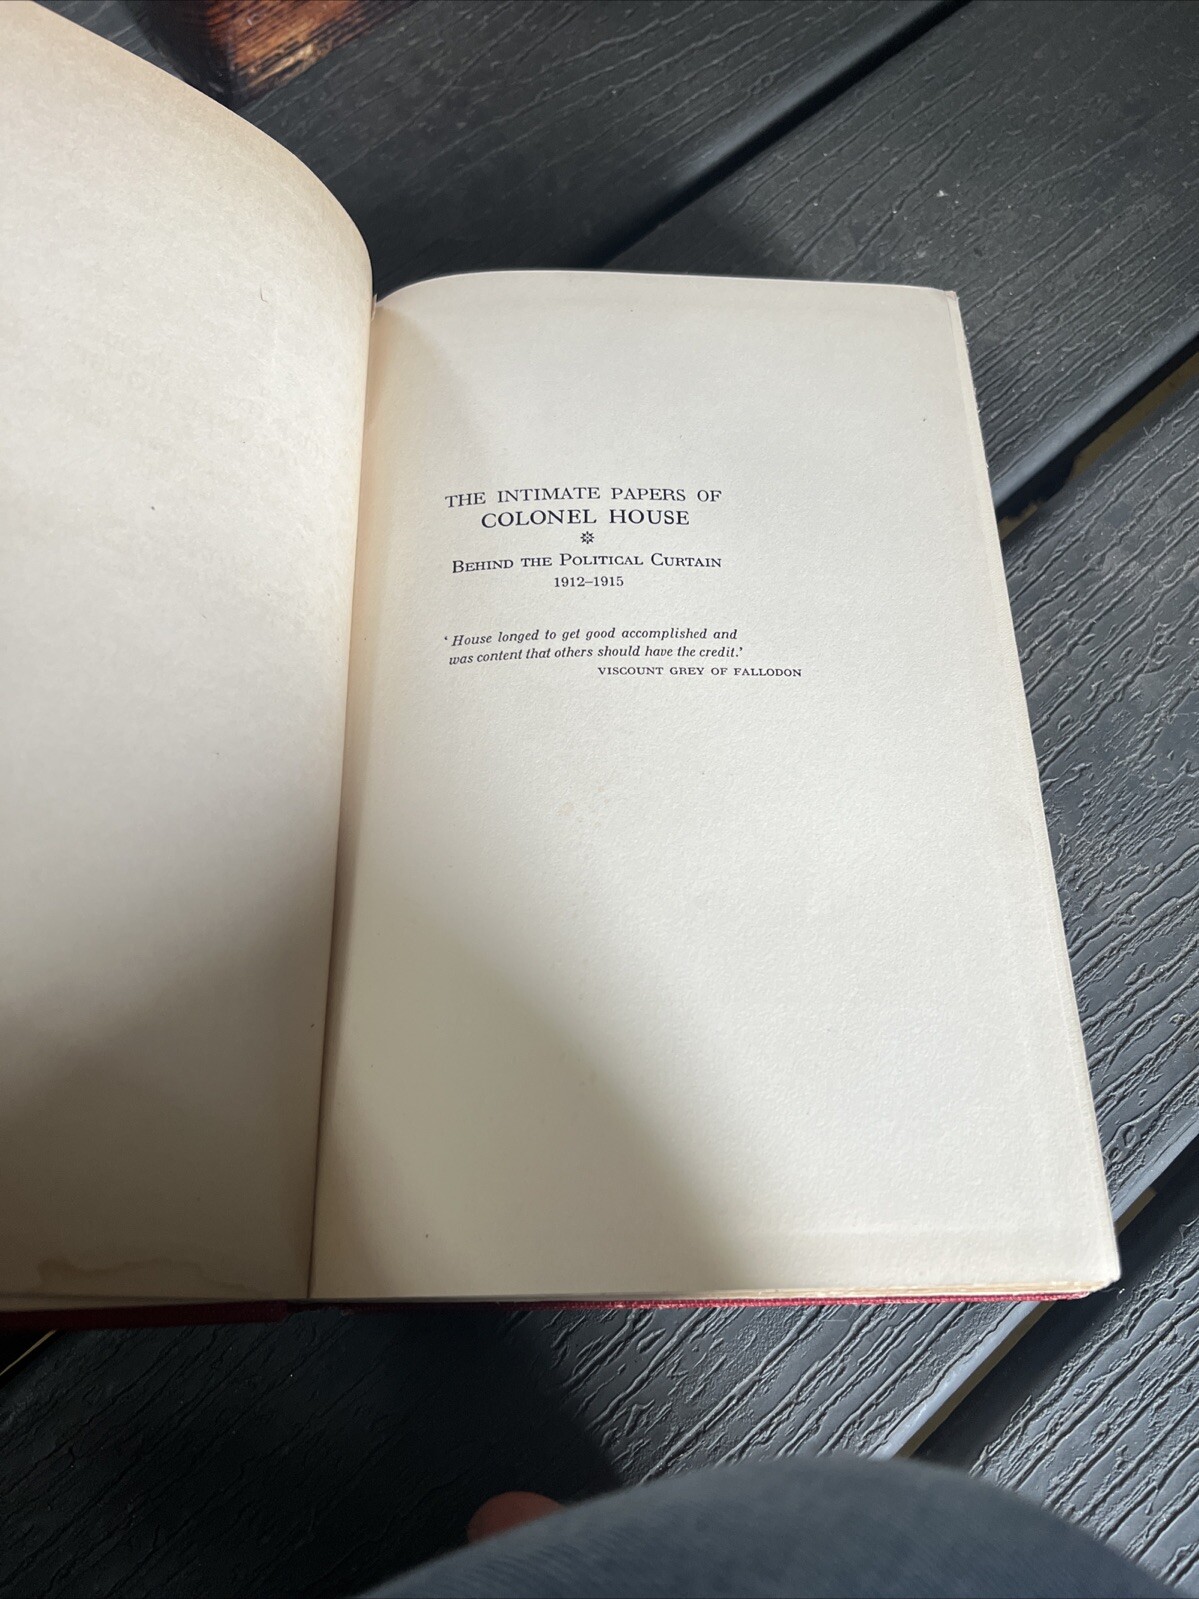 THE INTIMATE PAPERS OF
COLONEL HOUSE
BEHIND THE POLITICAL CURTAIN
1912–1915
‘House longed to get good accomplished and
was content that others should have the credit.’
VISCOUNT GREY OF FALLODON